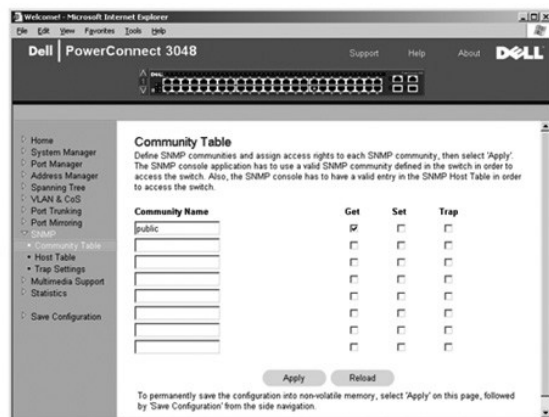 Welcome! - Microsoft Internet Explorer
File Edit View Favorites Tools Help
Dell | PowerConnect 3048
Support Help About DELL
DELL
1
Home
System Manager
Port Manager
Address Manager
Spanning Tree
VLAN & CoS
Port Trunking
Port Mirroring
SNMP
Community Table
Host Table
Trap Settings
Multimedia Support
Statistics
Save Configuration
Community Table
Define SNMP communities and assign access rights to each SNMP community, then select 'Apply'.
The SNMP console application has to use a valid SNMP community defined in the switch in order to
access the switch. Also, the SNMP console has to have a valid entry in the SNMP Host Table in order
to access the switch.
Community Name Get Set Trap
public
Apply Reload
To permanently save the configuration into non-volatile memory, select 'Apply' on this page, followed
by 'Save Configuration' from the side navigation.